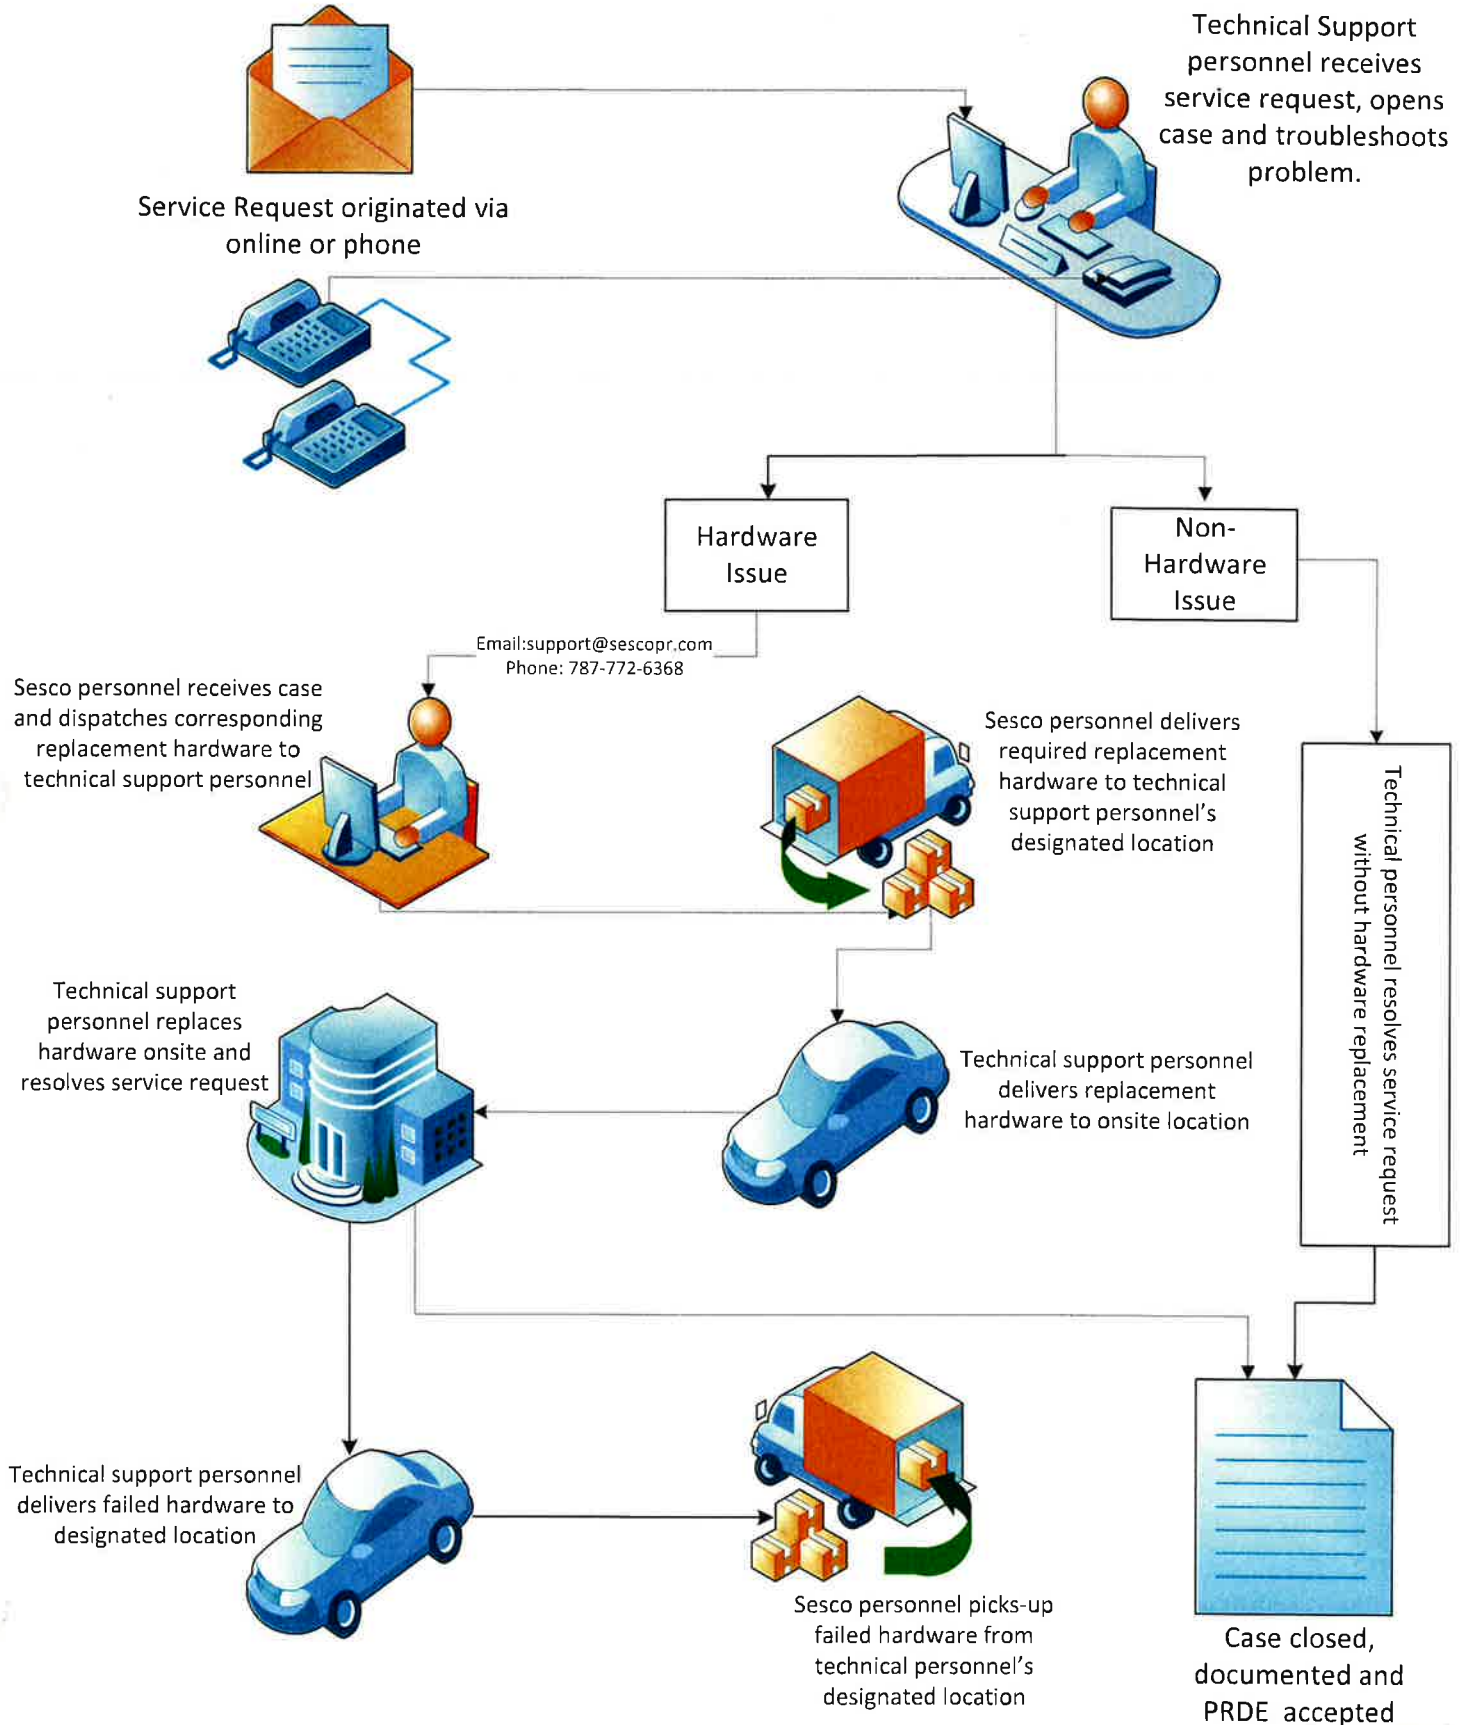 Technical Support
personnel receives
service request, opens
case and troubleshoots
problem.
Service Request originated via
online or phone
Hardware
Issue
Non-
Hardware
Issue
Email:support@sescopr.com
Phone: 787-772-6368
Sesco personnel receives case
and dispatches corresponding
replacement hardware to
technical support personnel
Sesco personnel delivers
required replacement
hardware to technical
support personnel's
designated location
Technical personnel resolves service request
without hardware replacement
Technical support
personnel replaces
hardware onsite and
resolves service request
Technical support personnel
delivers replacement
hardware to onsite location
Technical support personnel
delivers failed hardware to
designated location
Sesco personnel picks-up
failed hardware from
technical personnel's
designated location
Case closed,
documented and
PRDE accepted